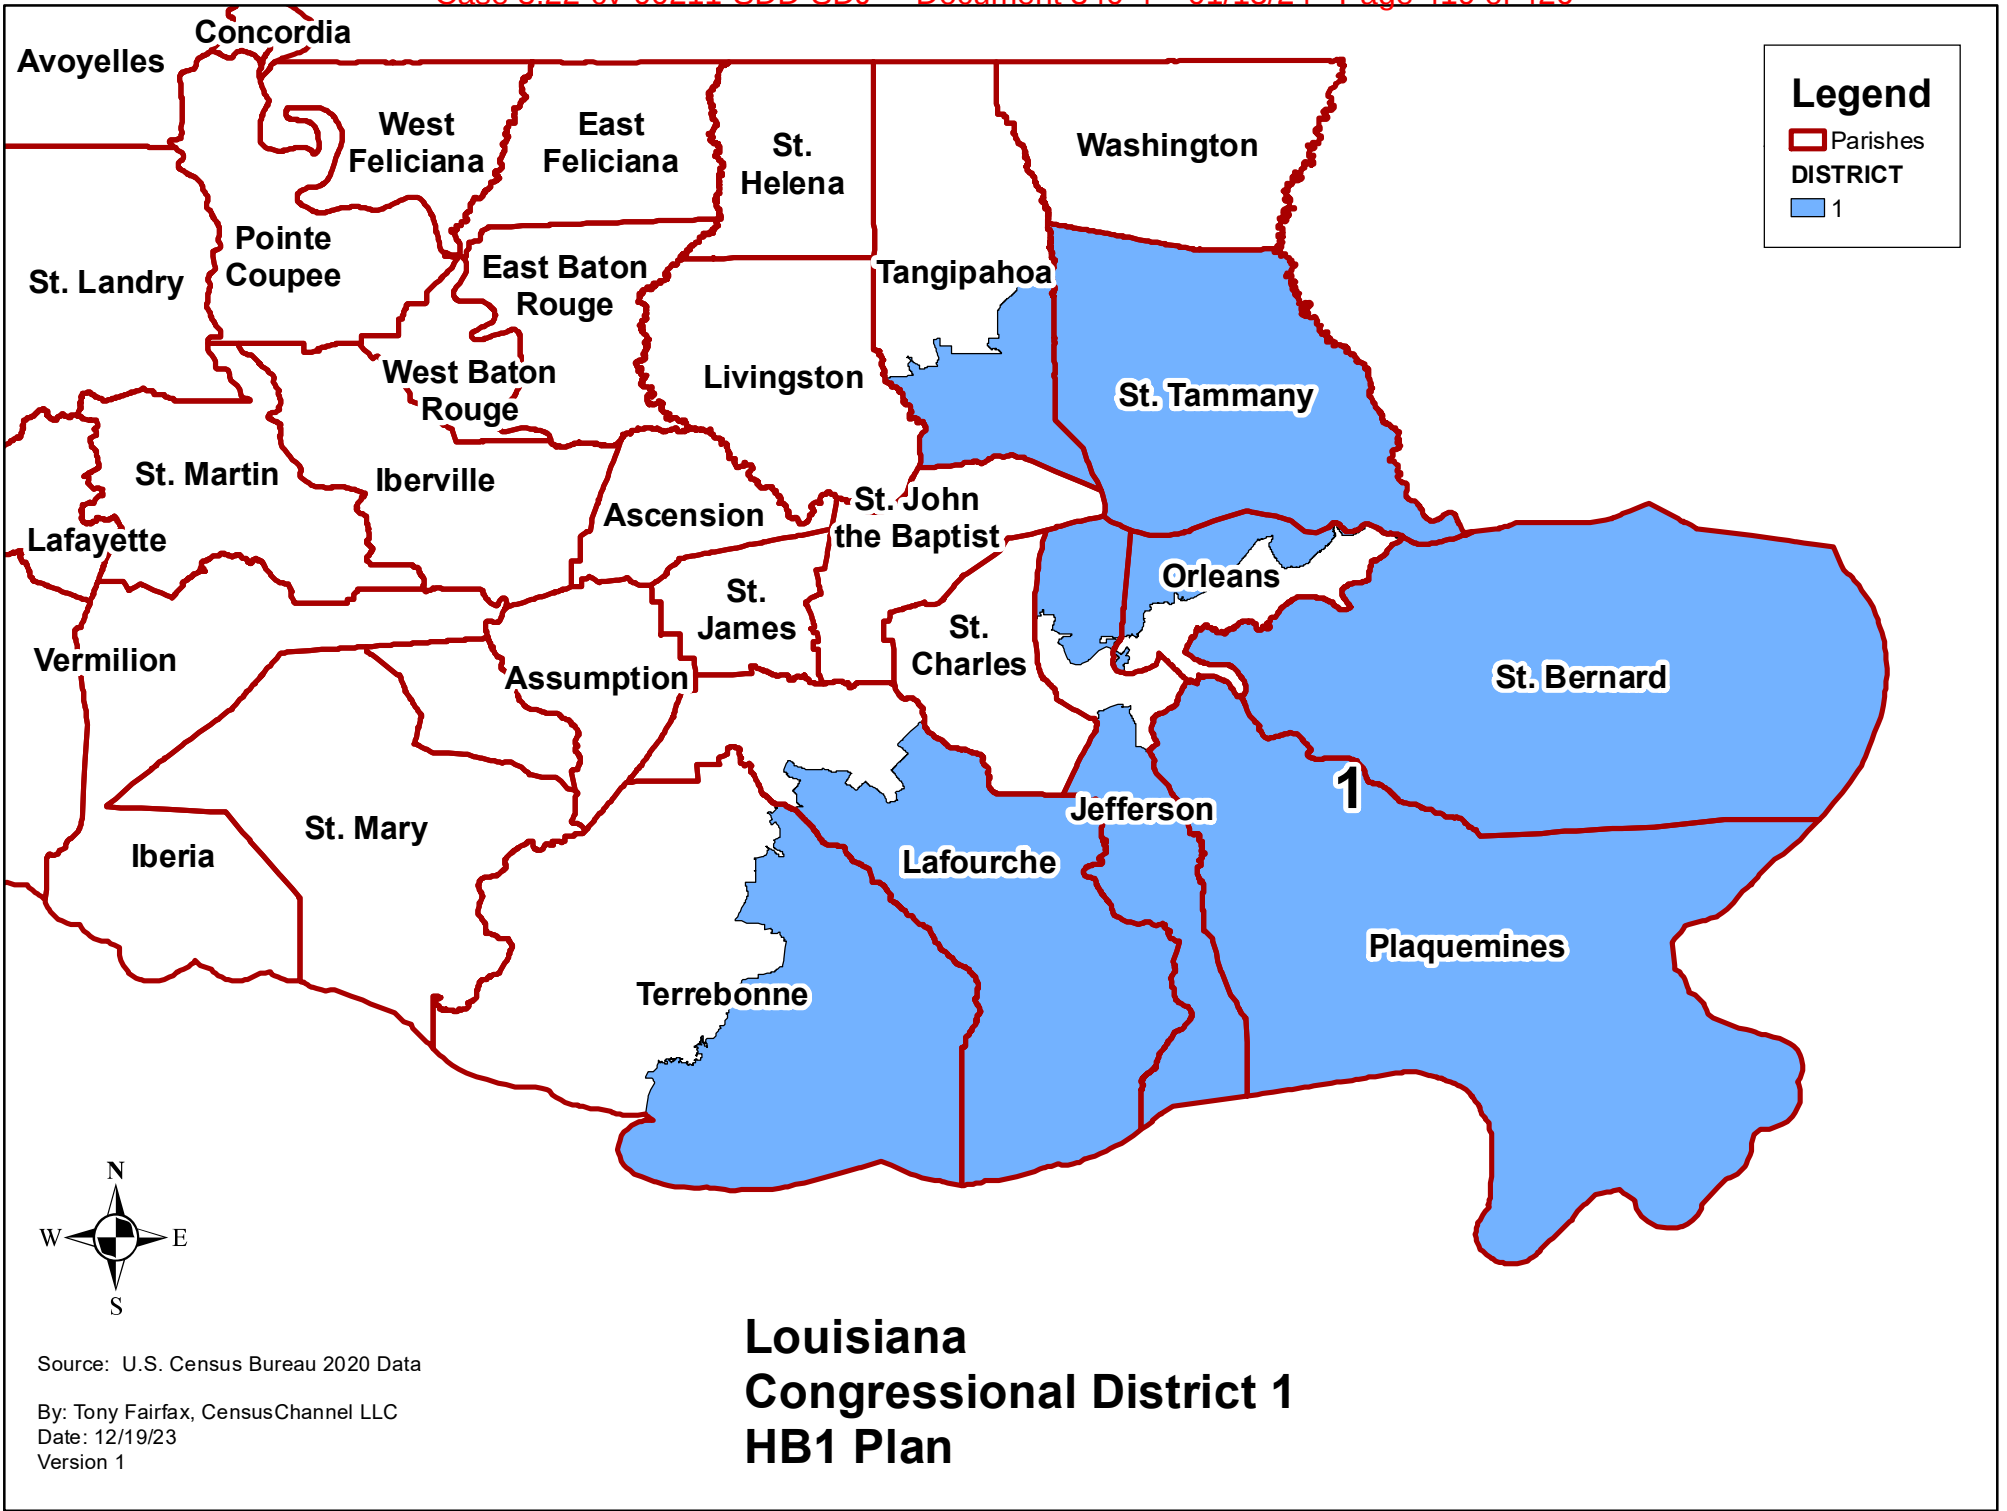 Concordia
Avoyelles
West
Feliciana
East
Feliciana
St.
Helena
Washington
Legend
Parishes
DISTRICT
1
Pointe
Coupee
St. Landry
East Baton
Rouge
Tangipahoa
West Baton
Rouge
Livingston
St. Tammany
St. Martin
Iberville
Ascension
St. John
the Baptist
Lafayette
Orleans
St.
James
St.
Charles
Vermilion
Assumption
St. Bernard
1
Jefferson
St. Mary
Iberia
Lafourche
Plaquemines
Terrebonne
N
W
E
S
Source: U.S. Census Bureau 2020 Data
By: Tony Fairfax, CensusChannel LLC
Date: 12/19/23
Version 1
Louisiana
Congressional District 1
HB1 Plan